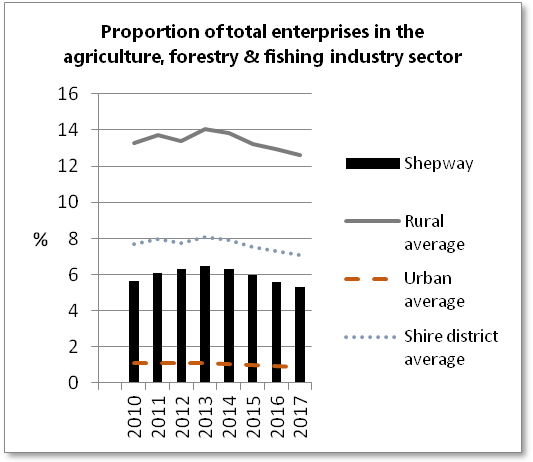 Proportion of total enterprises in the
agriculture, forestry & fishing industry sector
16
14
12
10
8
6
4
2
0
%
2010
2011
2012
2013
2014
2015
2016
2017
Shepway
Rural
average
Urban
average
Shire district
average